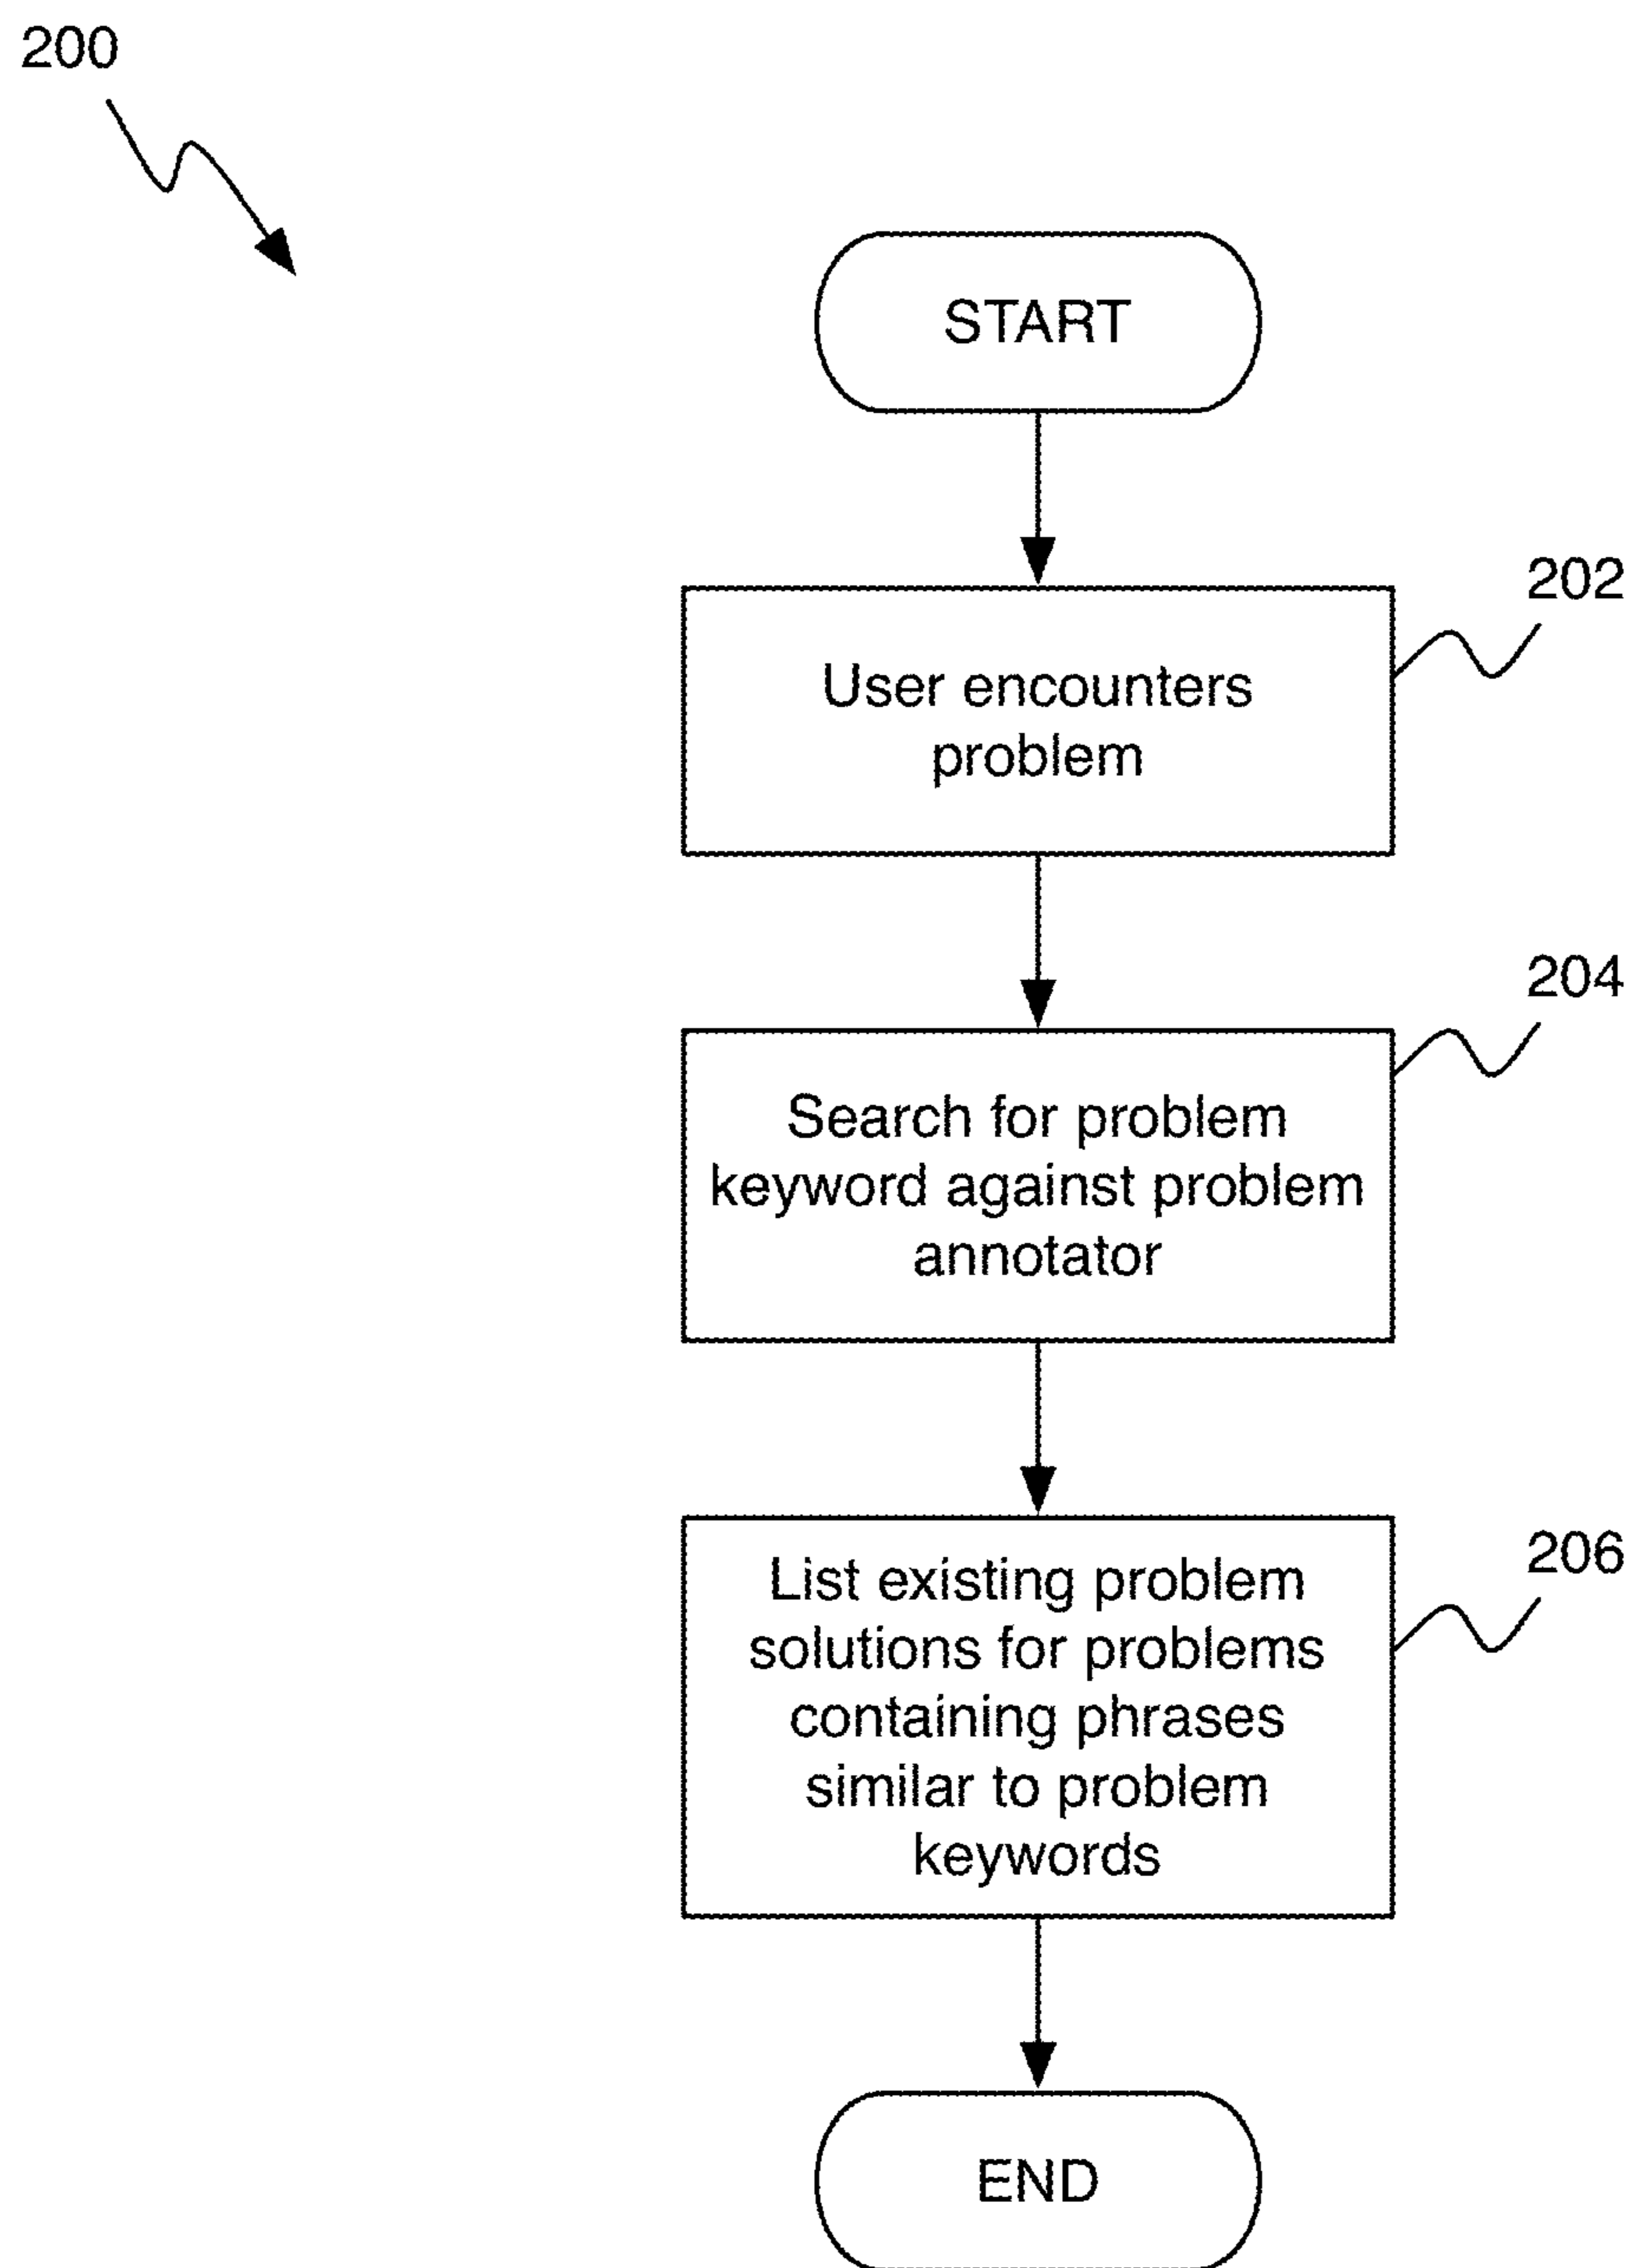 200
START
202
User encounters
problem
204
Search for problem
keyword against problem
annotator
206
List existing problem
solutions for problems
containing phrases
similar to problem
keywords
END